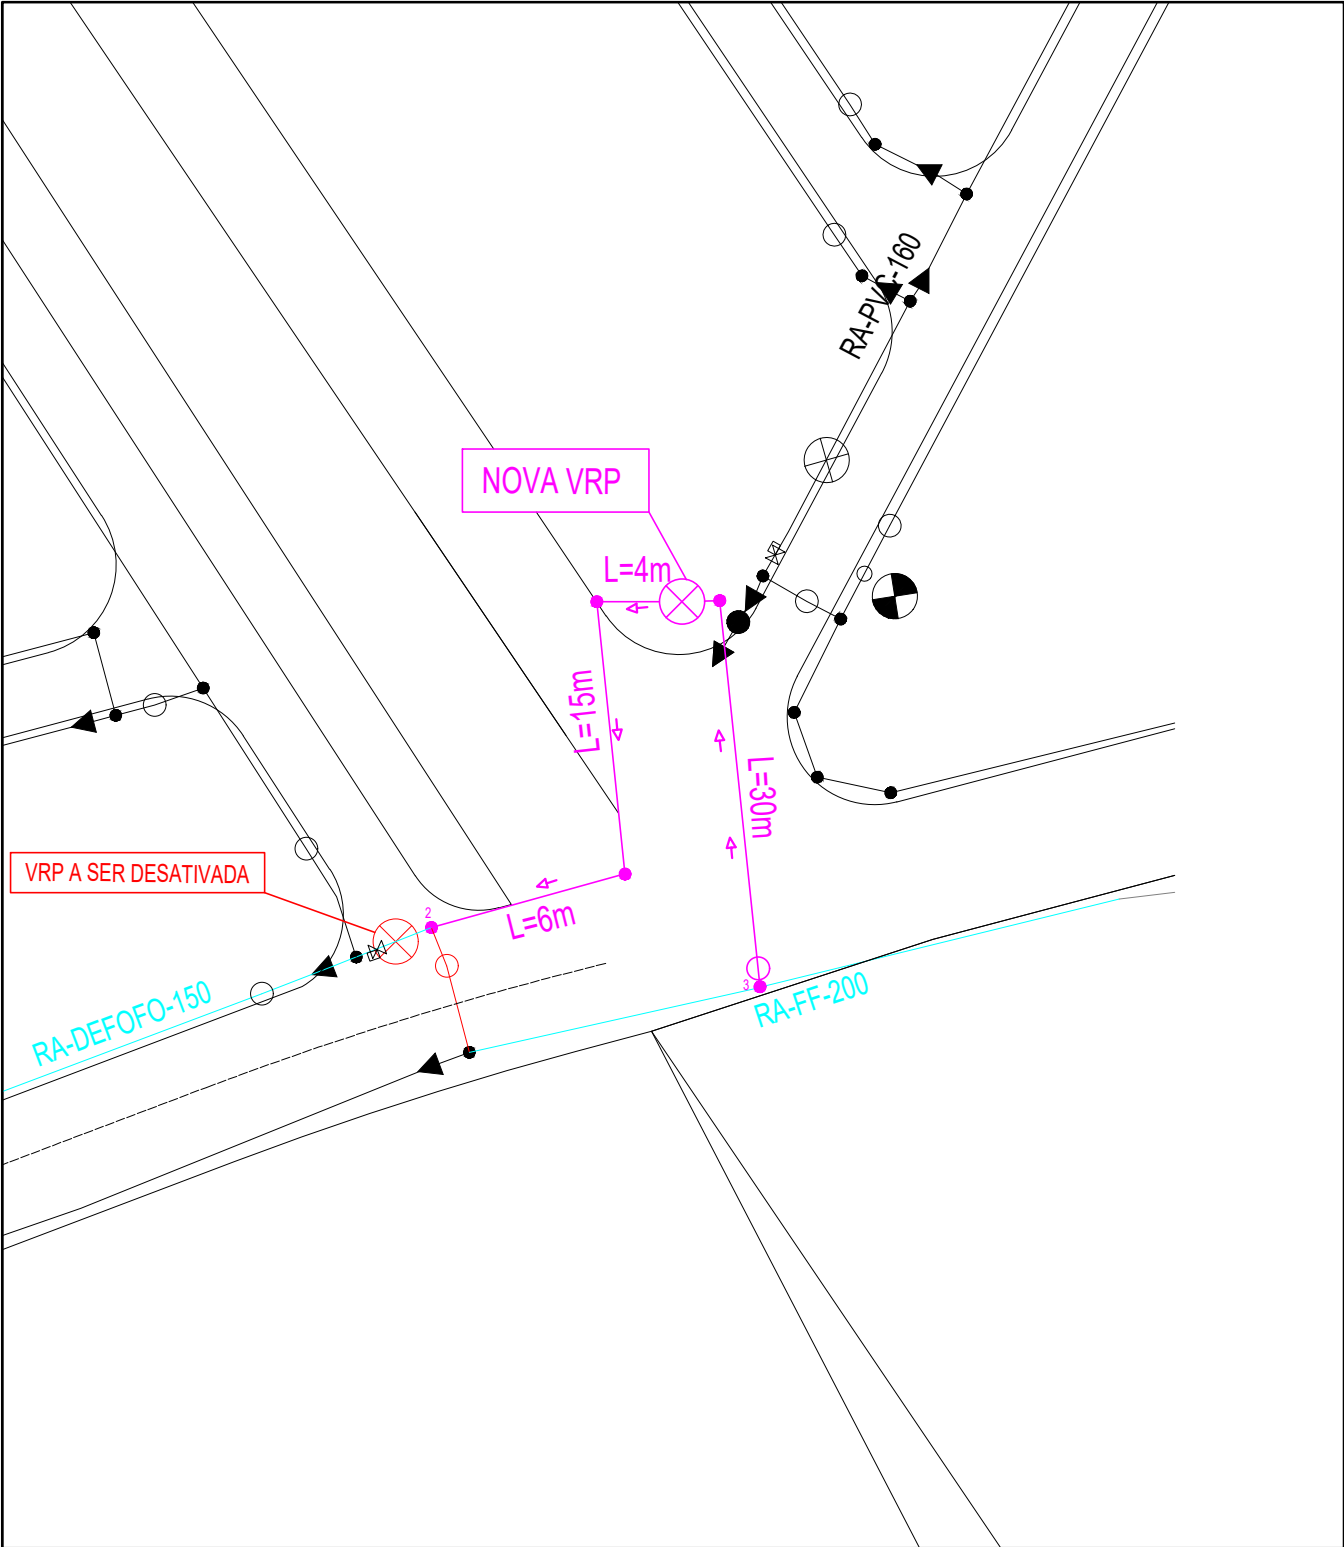 RA-PVC-160
NOVA VRP
L=4m
L=15m
L=30m
VRP A SER DESATIVADA
2
L=6m
3
RA-FF-200
RA-DEFOFO-150